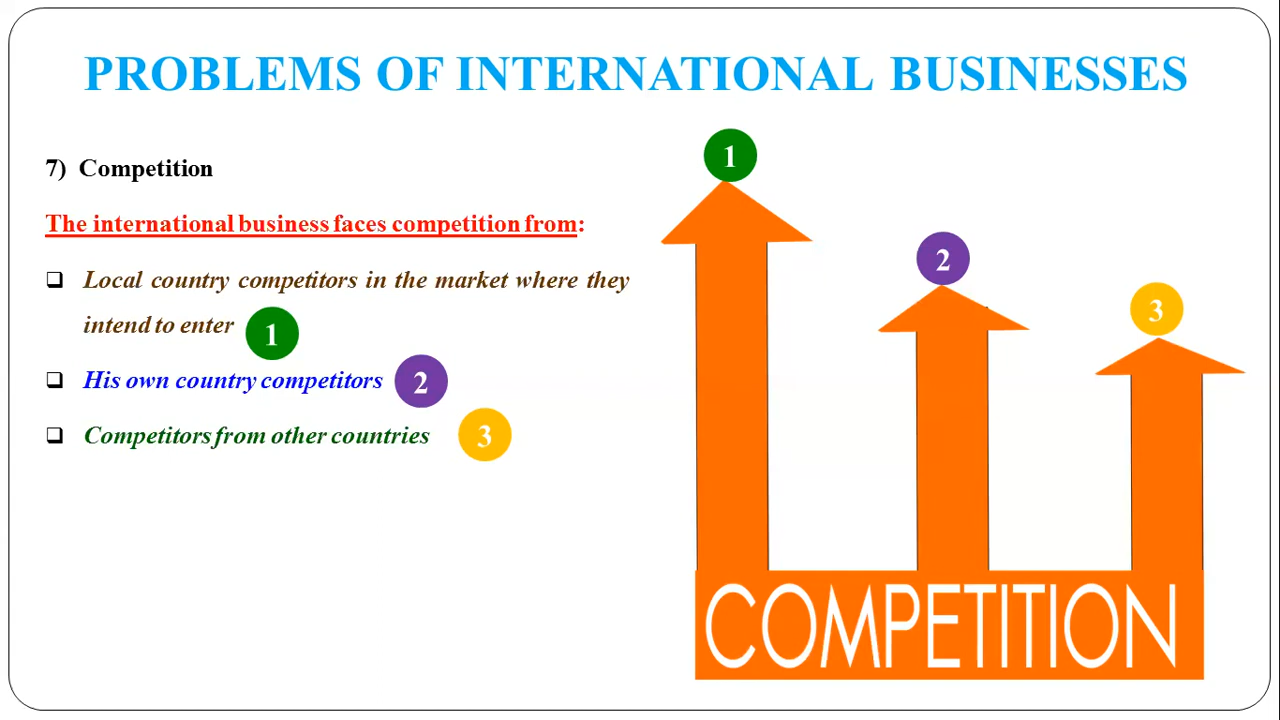 PROBLEMS OF INTERNATIONAL BUSINESSES
7) Competition
The international business faces competition from:
Local country competitors in the market where they
intend to enter 1
His own country competitors 2
Competitors from other countries 3
1
2
3
COMPETITION